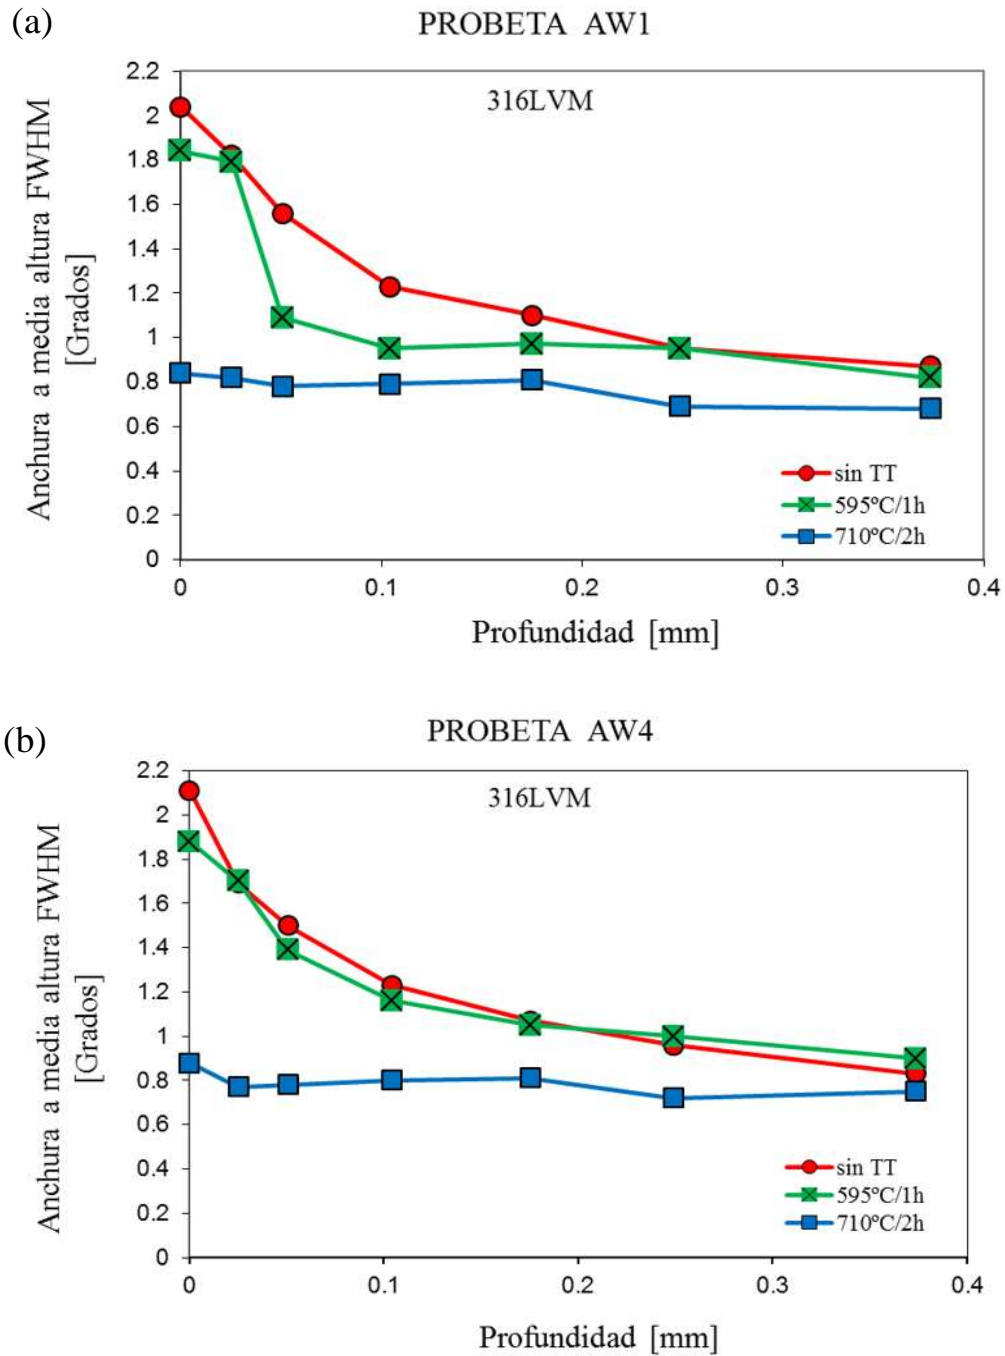 (a)
PROBETA AW1
316LVM
Anchura a media altura FWHM
[Grados]
2.2
2
1.8
1.6
1.4
1.2
1
0.8
0.6
0.4
0.2
0
sin TT
595ºC/1h
710ºC/2h
0 0.1 0.2 0.3 0.4
Profundidad [mm]
(b)
PROBETA AW4
316LVM
Anchura a media altura FWHM
[Grados]
2.2
2
1.8
1.6
1.4
1.2
1
0.8
0.6
0.4
0.2
0
sin TT
595ºC/1h
710ºC/2h
0 0.1 0.2 0.3 0.4
Profundidad [mm]